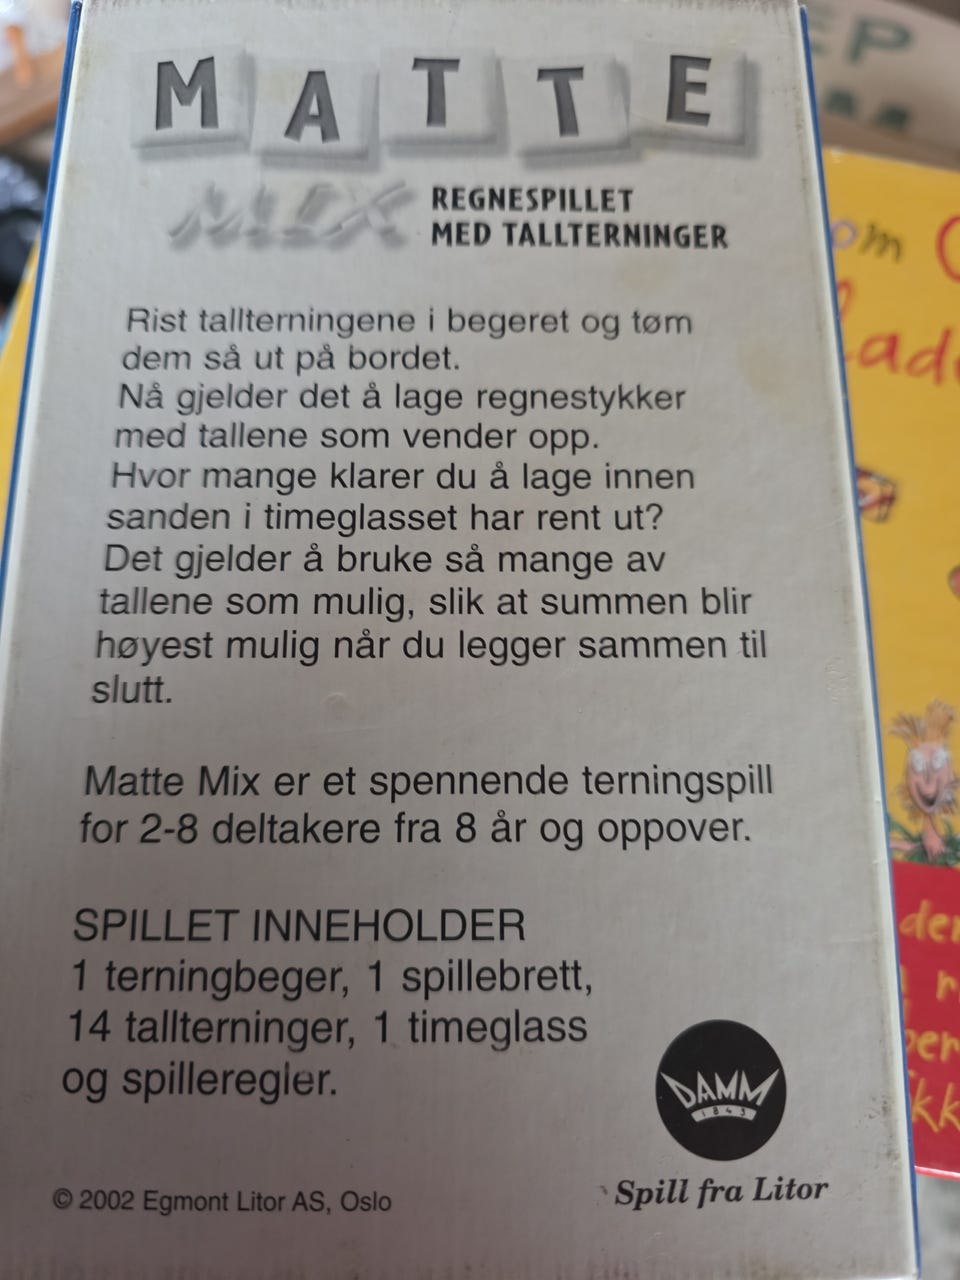 MATTE
MIX
REGNESPILLET
MED TALLTERNINGER
Rist tallterningene i begeret og tøm
dem så ut på bordet.
Nå gjelder det å lage regnestykker
med tallene som vender opp.
Hvor mange klarer du å lage innen
sanden i timeglasset har rent ut?
Det gjelder å bruke så mange av
tallene som mulig, slik at summen blir
høyest mulig når du legger sammen til
slutt.
Matte Mix er et spennende terningspill
for 2-8 deltakere fra 8 år og oppover.
SPILLET INNEHOLDER
1 terningbeger, 1 spillebrett,
14 tallterninger, 1 timeglass
og spilleregler.
DAMM
1843
Spill fra Litor
© 2002 Egmont Litor AS, Oslo